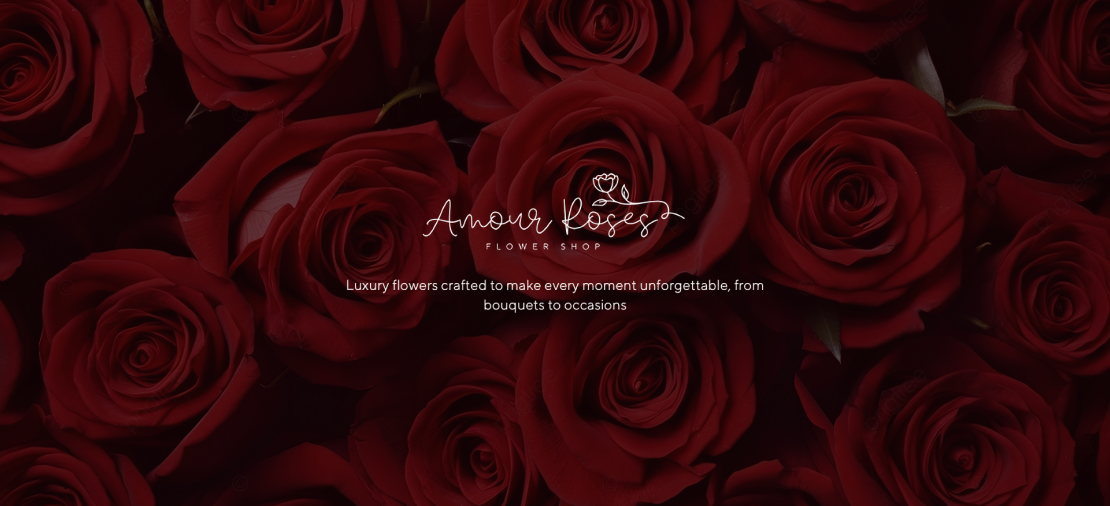 Amour Roses
FLOWER SHOP
Luxury flowers crafted to make every moment unforgettable, from
bouquets to occasions